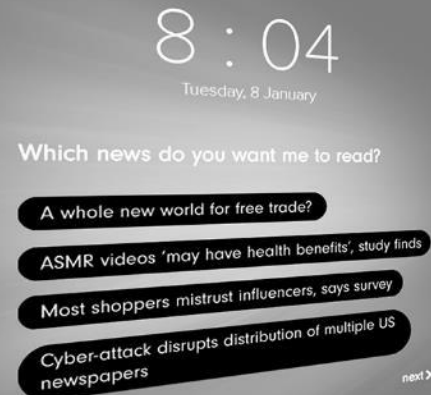 8:04
Tuesday, 8 January
Which news do you want me to read?
A whole new world for free trade?
ASMR videos 'may have health benefits', study finds
Most shoppers mistrust influencers, says survey
Cyber-attack disrupts distribution of multiple US
newspapers
next >